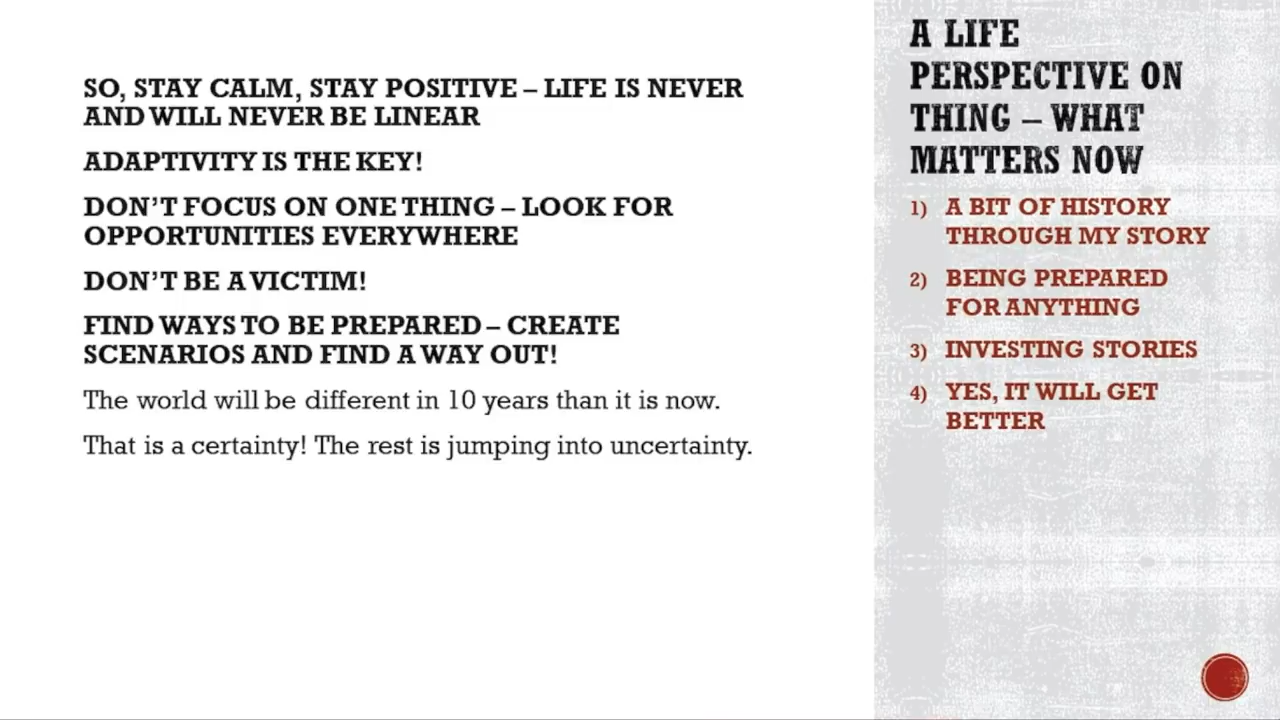 SO, STAY CALM, STAY POSITIVE – LIFE IS NEVER
AND WILL NEVER BE LINEAR
ADAPTIVITY IS THE KEY!
DON'T FOCUS ON ONE THING – LOOK FOR
OPPORTUNITIES EVERYWHERE
DON'T BE A VICTIM!
FIND WAYS TO BE PREPARED – CREATE
SCENARIOS AND FIND A WAY OUT!
The world will be different in 10 years than it is now.
That is a certainty! The rest is jumping into uncertainty.
A LIFE
PERSPECTIVE ON
THING – WHAT
MATTERS NOW
1) A BIT OF HISTORY
THROUGH MY STORY
2) BEING PREPARED
FOR ANYTHING
3) INVESTING STORIES
4) YES, IT WILL GET
BETTER